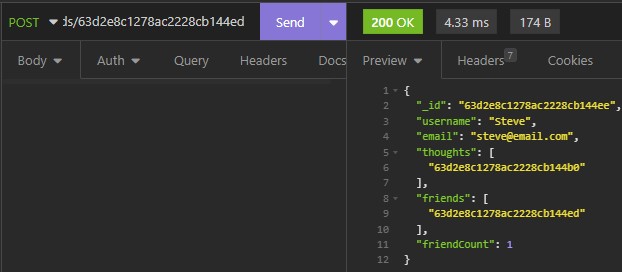 POST ds/63d2e8c1278ac2228cb144ed Send 200 OK 4.33 ms 174 B
Body Auth Query Headers Docs Preview Headers 7 Cookies
1 {
2 "_id": "63d2e8c1278ac2228cb144ee",
3 "username": "Steve",
4 "email": "steve@email.com",
5 "thoughts": [
6 "63d2e8c1278ac2228cb144b0"
7 ],
8 "friends": [
9 "63d2e8c1278ac2228cb144ed"
10 ],
11 "friendCount": 1
12 }